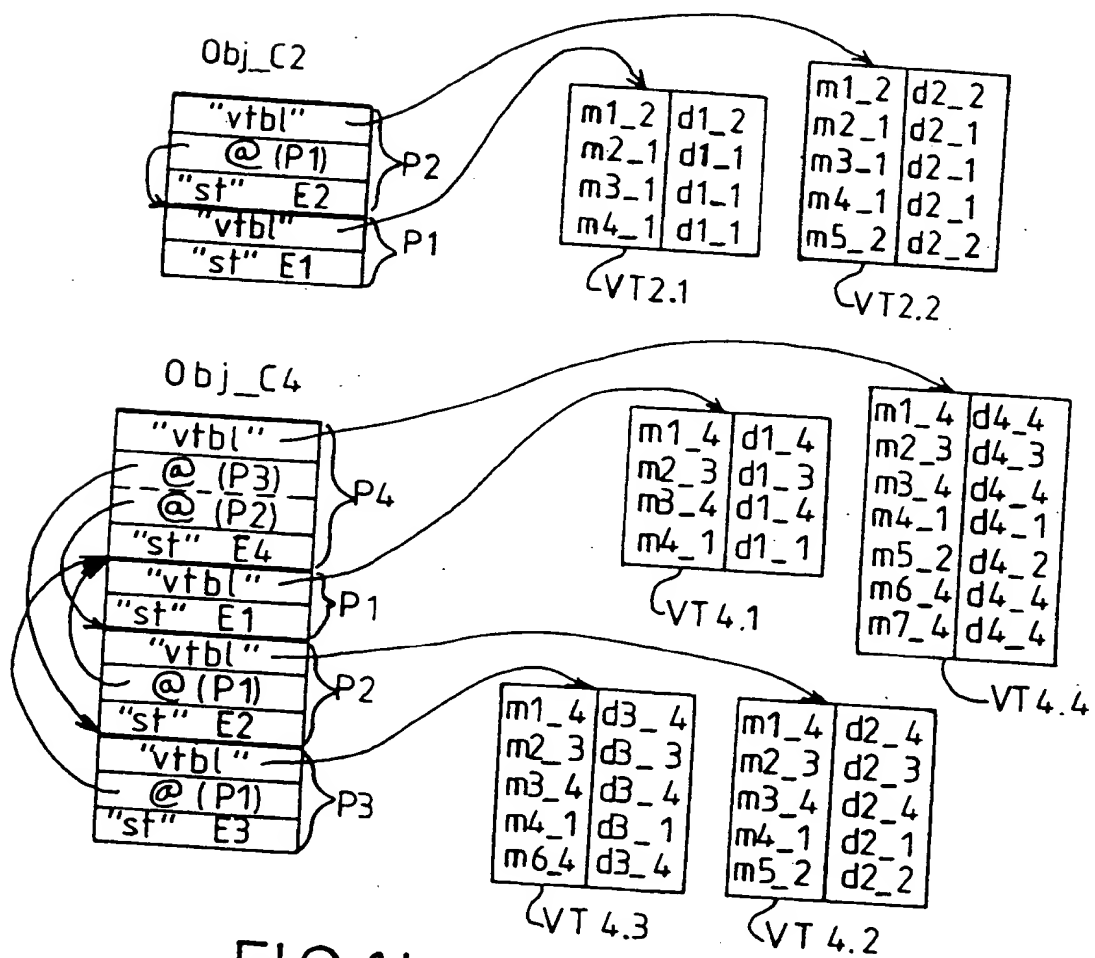 Obj_C2
"vtbl"
@ (P1)
"st" E2
"vtbl"
"st" E1
P2
P1
m1_2 d1_2
m2_1 d1_1
m3_1 d1_1
m4_1 d1_1
VT2.1
m1_2 d2_2
m2_1 d2_1
m3_1 d2_1
m4_1 d2_1
m5_2 d2_2
VT2.2
Obj_C4
"vtbl"
@ (P3)
@ (P2)
"st" E4
"vtbl"
"st" E1
"vtbl"
@ (P1)
"st" E2
"vtbl"
@ (P1)
"st" E3
P4
P1
P2
P3
m1_4 d1_4
m2_3 d1_3
m3_4 d1_4
m4_1 d1_1
VT4.1
m1_4 d4_4
m2_3 d4_3
m3_4 d4_4
m4_1 d4_1
m5_2 d4_2
m6_4 d4_4
m7_4 d4_4
VT4.4
m1_4 d3_4
m2_3 d3_3
m3_4 d3_4
m4_1 d3_1
m6_4 d3_4
VT 4.3
m1_4 d2_4
m2_3 d2_3
m3_4 d2_4
m4_1 d2_1
m5_2 d2_2
VT 4.2